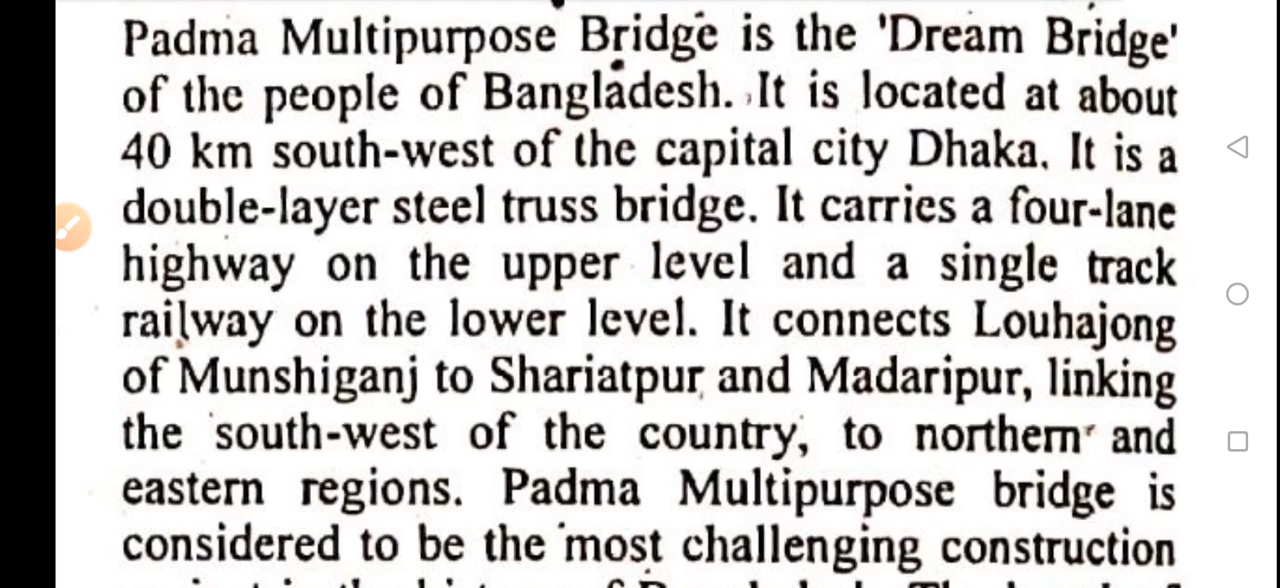 Padma Multipurpose Bridge is the 'Dream Bridge'
of the people of Bangladesh. It is located at about
40 km south-west of the capital city Dhaka. It is a
double-layer steel truss bridge. It carries a four-lane
highway on the upper level and a single track
railway on the lower level. It connects Louhajong
of Munshiganj to Shariatpur and Madaripur, linking
the south-west of the country, to northern and
eastern regions. Padma Multipurpose bridge is
considered to be the most challenging construction